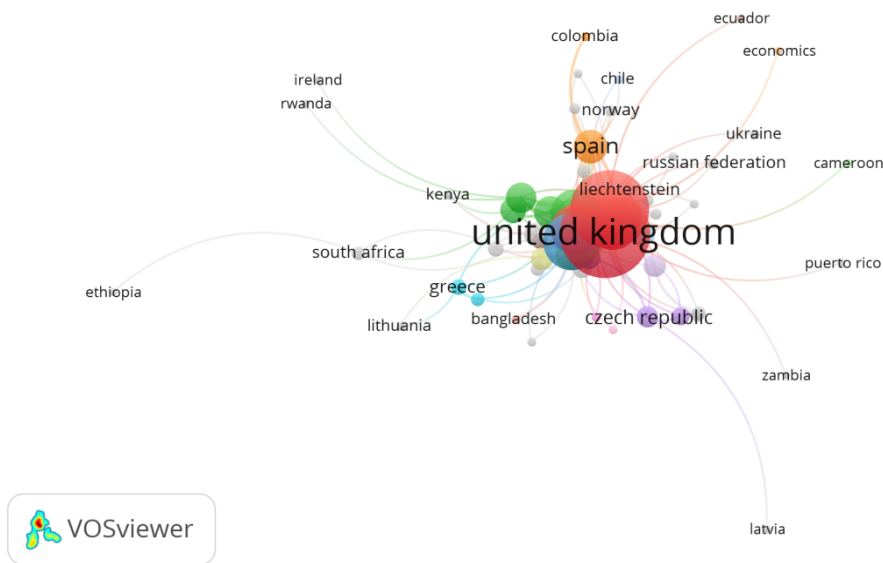 ecuador
colombia
economics
ireland
chile
rwanda
norway
ukraine
spain
russian federation
cameroon
liechtenstein
kenya
united kingdom
south africa
puerto rico
greece
ethiopia
bangladesh
czech republic
lithuania
zambia
VOSviewer
latvia